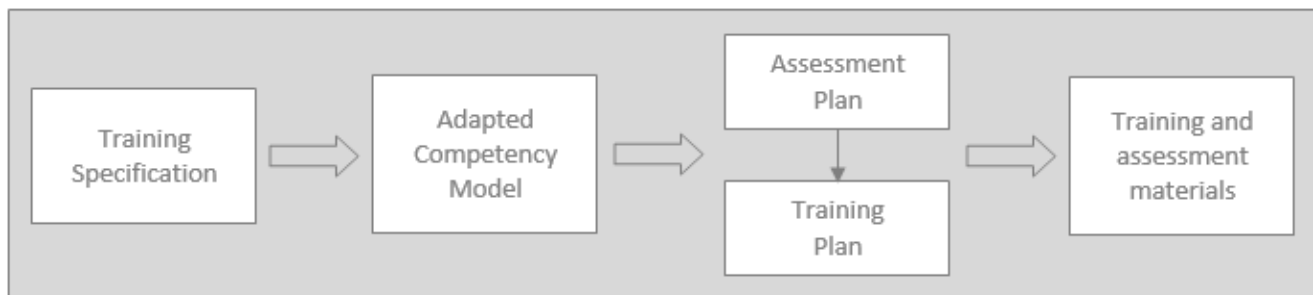 Training
Specification
Adapted
Competency
Model
Assessment
Plan
Training
Plan
Training and
assessment
materials